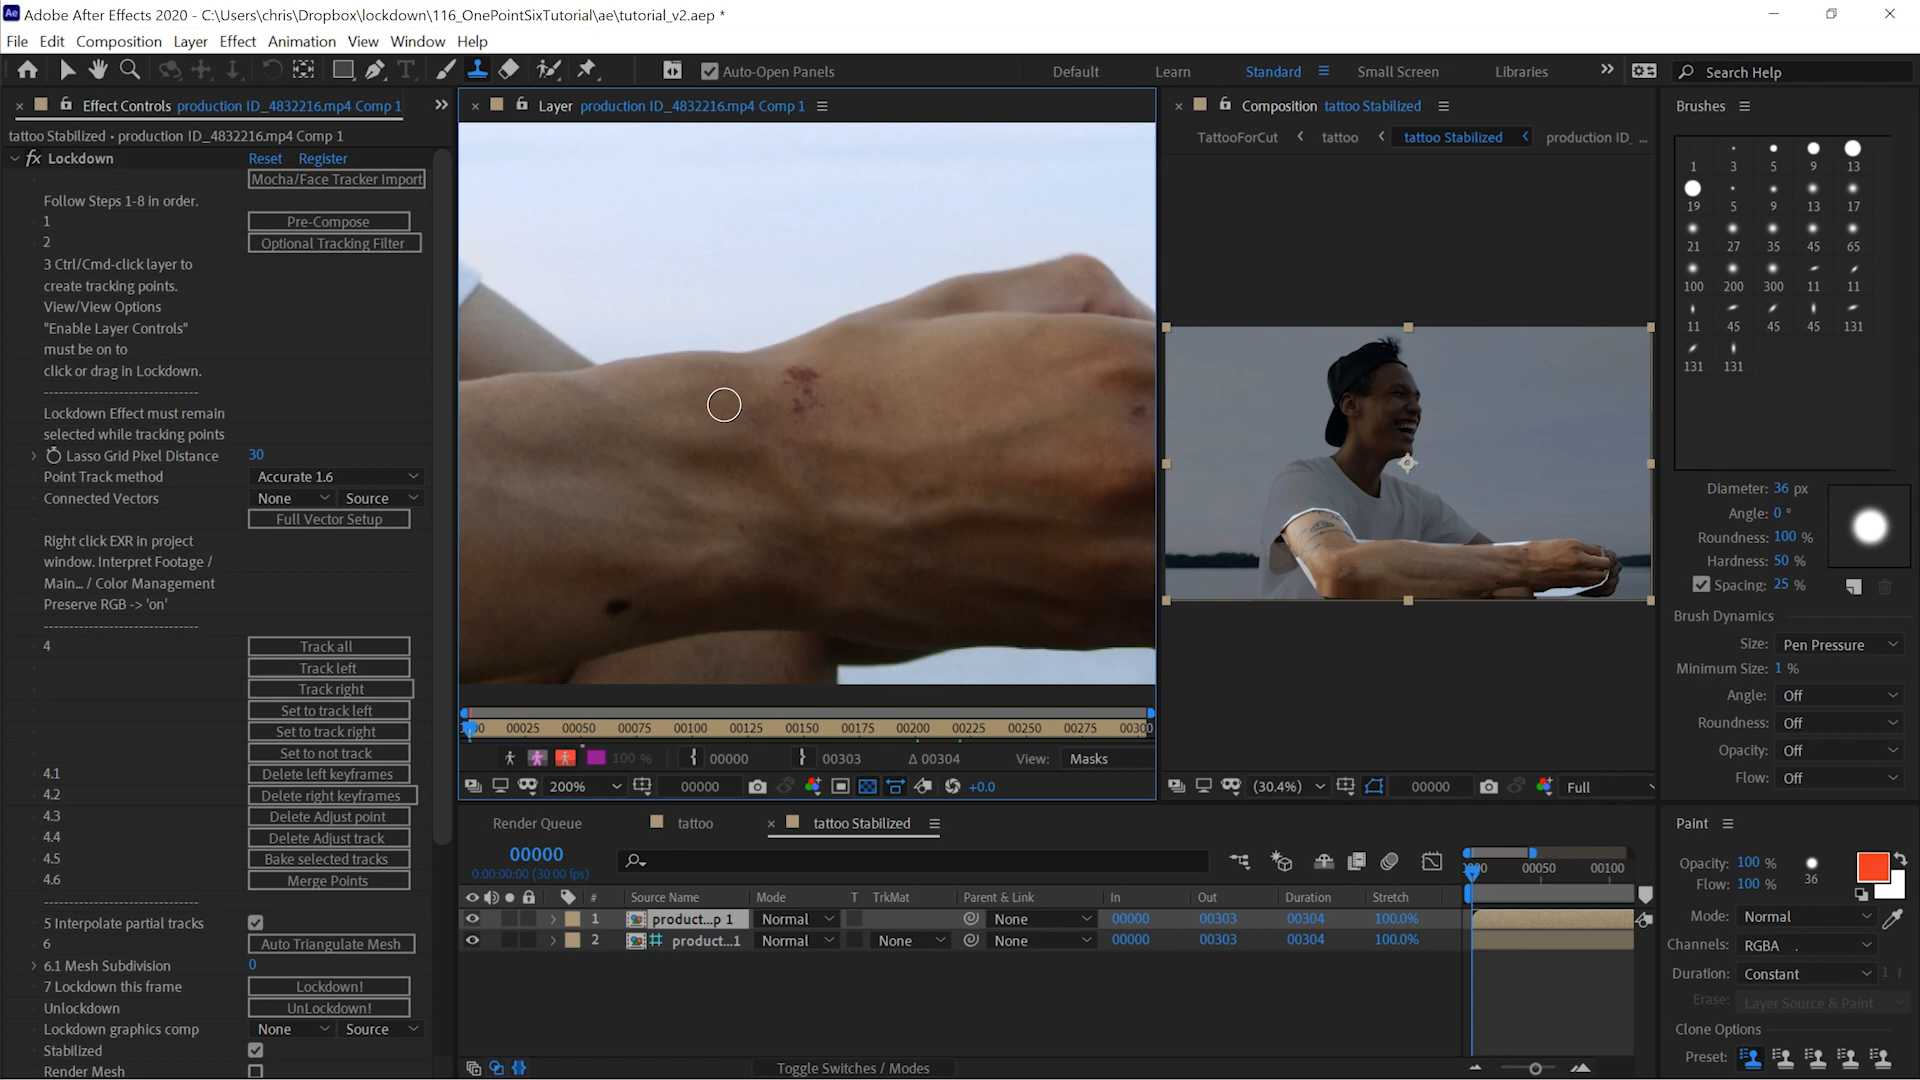 Adobe After Effects 2020 - C:\Users\chris\Dropbox\lockdown\116_OnePointSixTutorial\ae\tutorial_v2.aep *
File Edit Composition Layer Effect Animation View Window Help
Auto-Open Panels
Default Learn Standard Small Screen Libraries
Search Help
Effect Controls production ID_4832216.mp4 Comp 1
tattoo Stabilized • production ID_4832216.mp4 Comp 1
fx Lockdown Reset Register
Mocha/Face Tracker Import
Follow Steps 1-8 in order.
1 Pre-Compose
2 Optional Tracking Filter
3 Ctrl/Cmd-click layer to
create tracking points.
View/View Options
"Enable Layer Controls"
must be on to
click or drag in Lockdown.
-------------------------------
Lockdown Effect must remain
selected while tracking points
Lasso Grid Pixel Distance 30
Point Track method Accurate 1.6
Connected Vectors None Source
Full Vector Setup
Right click EXR in project
window. Interpret Footage /
Main... / Color Management
Preserve RGB -> 'on'
-------------------------------
4 Track all
Track left
Track right
Set to track left
Set to track right
Set to not track
4.1 Delete left keyframes
4.2 Delete right keyframes
4.3 Delete Adjust point
4.4 Delete Adjust track
4.5 Bake selected tracks
4.6 Merge Points
-------------------------------
5 Interpolate partial tracks
6 Auto Triangulate Mesh
6.1 Mesh Subdivision 0
7 Lockdown this frame Lockdown!
Unlockdown UnLockdown!
Lockdown graphics comp None Source
Stabilized
Render Mesh
Layer production ID_4832216.mp4 Comp 1
00025 00050 00075 00100 00125 00150 00175 00200 00225 00250 00275 00300
100 % 00000 00303 Δ 00304 View: Masks
200% 00000 +0.0
Composition tattoo Stabilized
TattooForCut tattoo tattoo Stabilized production ID_ ...
(30.4%) 00000 Full
Render Queue tattoo tattoo Stabilized
00000
0:00:00:00 (30.00 fps)
00050 00100
# Source Name Mode T TrkMat Parent & Link In Out Duration Stretch
1 product...p 1 Normal None 00000 00303 00304 100.0%
2 product...1 Normal None None 00000 00303 00304 100.0%
Toggle Switches / Modes
Brushes
1 3 5 9 13
19 5 9 13 17
21 27 35 45 65
100 200 300 11 11
11 45 45 45 131
131 131
Diameter: 36 px
Angle: 0 °
Roundness: 100 %
Hardness: 50 %
Spacing: 25 %
Brush Dynamics
Size: Pen Pressure
Minimum Size: 1 %
Angle: Off
Roundness: Off
Opacity: Off
Flow: Off
Paint
Opacity: 100 %
Flow: 100 % 36
Mode: Normal
Channels: RGBA
Duration: Constant 1 f
Erase: Layer Source & Paint
Clone Options
Preset: